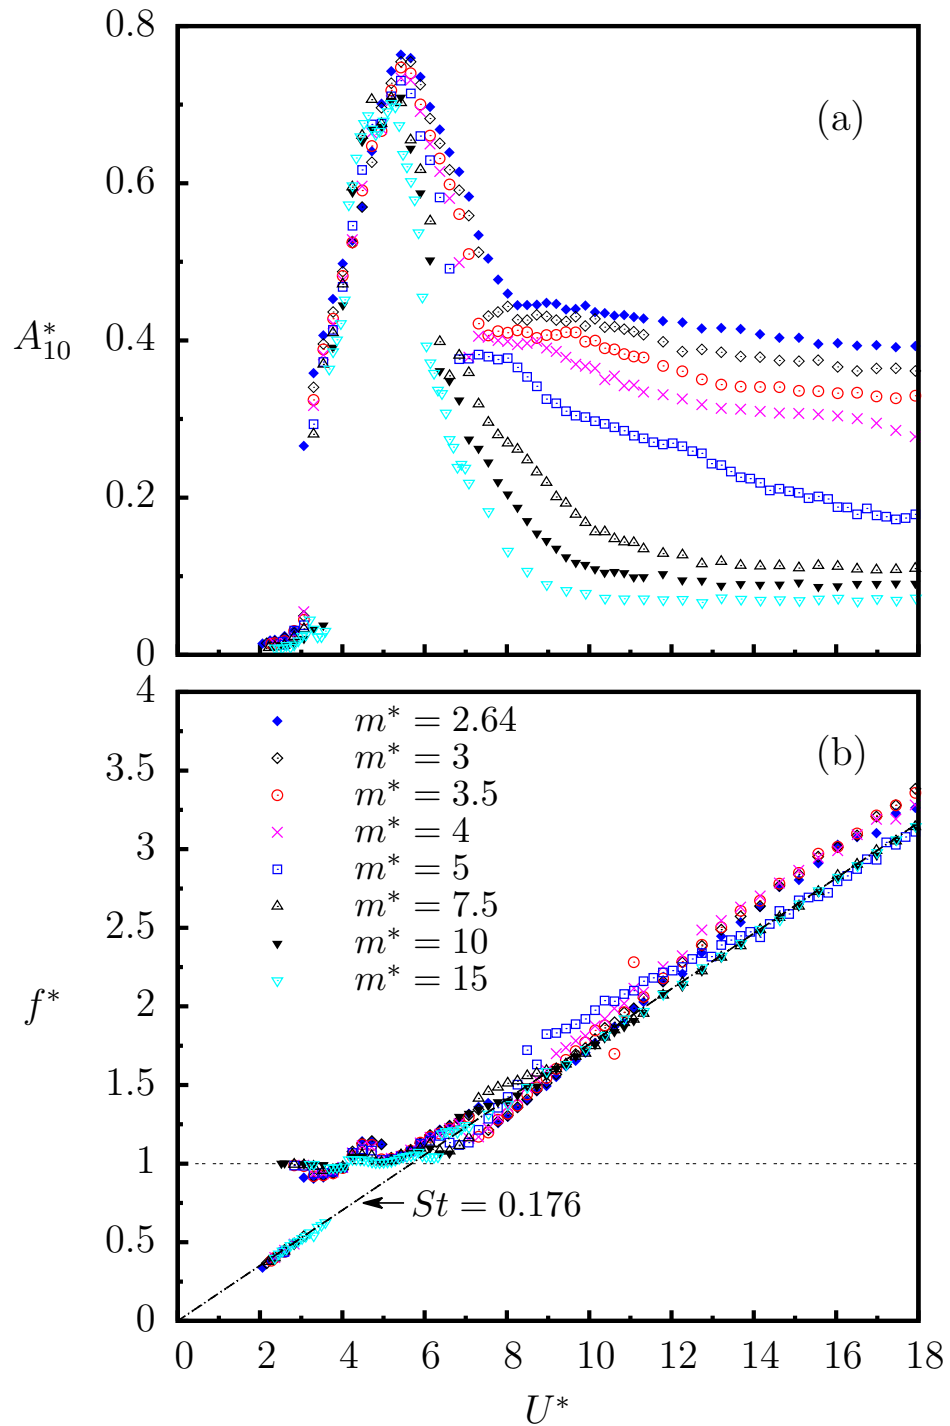 0.8
(a)
0.6
A*10
0.4
0.2
0
4
m* = 2.64
3.5
m* = 3
(b)
m* = 3.5
3
m* = 4
m* = 5
2.5
m* = 7.5
m* = 10
2
m* = 15
f*
1.5
1
St = 0.176
0.5
0
0 2 4 6 8 10 12 14 16 18
U*